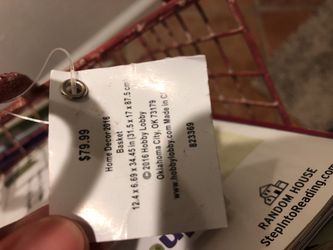 $79.99
Home Decor 2016
Basket
12.4 x 6.69 x 34.45 in (31.5 x 17 x 87.5 cm)
© 2016 Hobby Lobby
Oklahoma City, OK 73179
www.hobbylobby.com Made in C
823369
RANDOM HOUSE
StepIntoReading.com